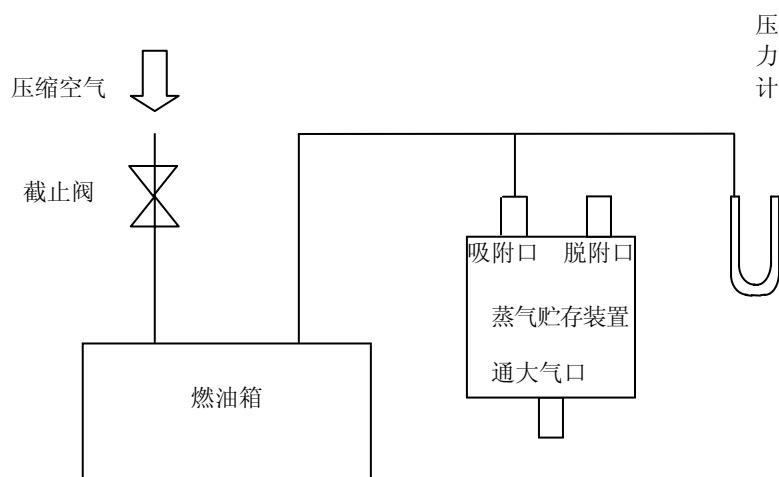 压力计
压缩空气
截止阀
吸附口
脱附口
蒸气贮存装置
通大气口
燃油箱